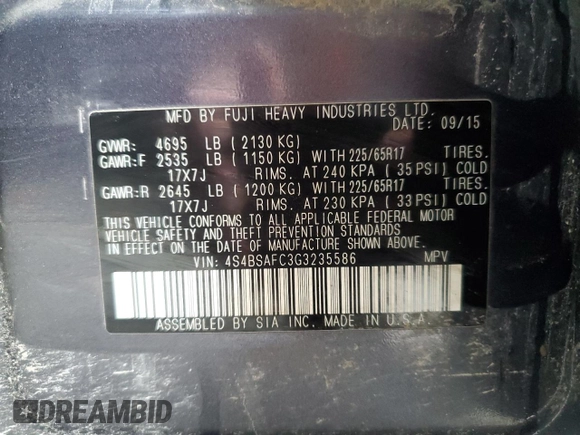 MFD BY FUJI HEAVY INDUSTRIES LTD.
DATE: 09/15
GVWR: 4695 LB (2130 KG)
GAWR:F 2535 LB (1150 KG) WITH 225/65R17 TIRES.
17X7J RIMS. AT 240 KPA (35 PSI) COLD
GAWR:R 2645 LB (1200 KG) WITH 225/65R17 TIRES.
17X7J RIMS. AT 230 KPA (33 PSI) COLD
THIS VEHICLE CONFORMS TO ALL APPLICABLE FEDERAL MOTOR
VEHICLE SAFETY AND THEFT PREVENTION STANDARDS
IN EFFECT ON THE DATE OF MANUFACTURE SHOWN ABOVE.
VIN: 4S4BSAFC3G3235586 MPV
ASSEMBLED BY SIA INC. MADE IN U.S.A.
DREAMBID